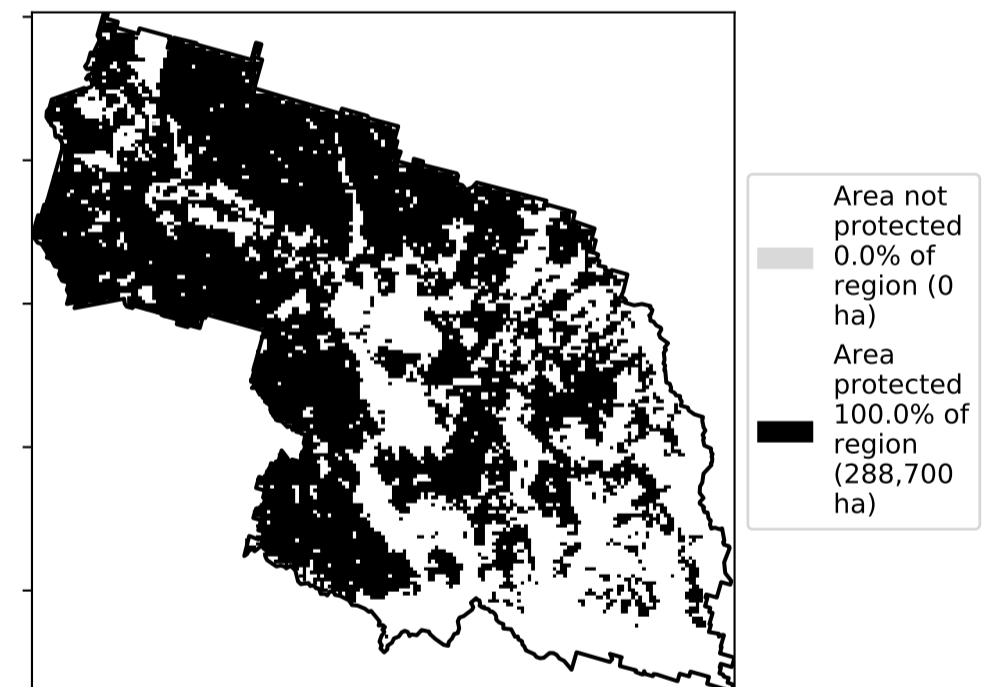 Area not
protected
0.0% of
region (0
ha)
Area
protected
100.0% of
region
(288,700
ha)